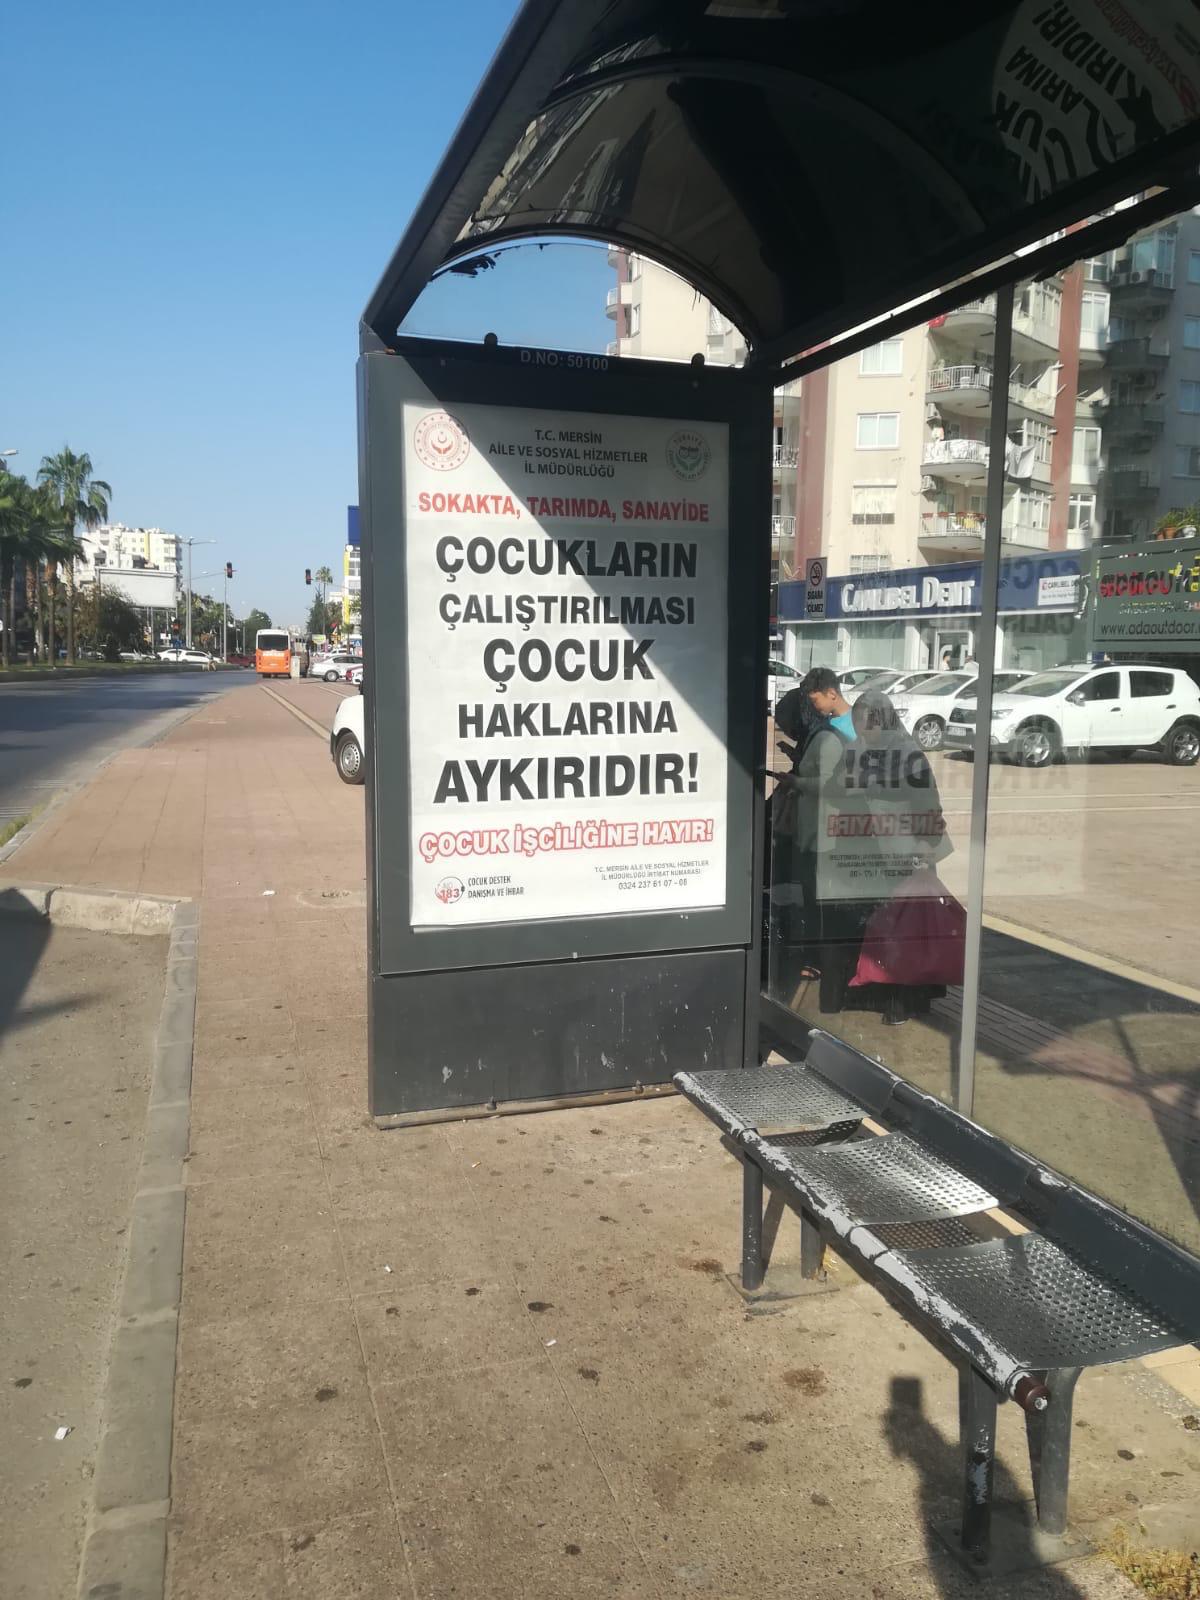 D.NO: 50100
T.C. MERSİN
AİLE VE SOSYAL HİZMETLER
İL MÜDÜRLÜĞÜ
SOKAKTA, TARIMDA, SANAYİDE
ÇOCUKLARIN
ÇALIŞTIRILMASI
ÇOCUK
HAKLARINA
AYKIRIDIR!
ÇOCUK İŞÇİLİĞİNE HAYIR!
183
ÇOCUK DESTEK
DANIŞMA VE İHBAR
T.C. MERSİN AİLE VE SOSYAL HİZMETLER
İL MÜDÜRLÜĞÜ İRTİBAT NUMARASI
0324 237 61 07 - 08
SİGARA
İÇİLMEZ
ÇAMLIBEL DENT
www.adaoutdoor.c